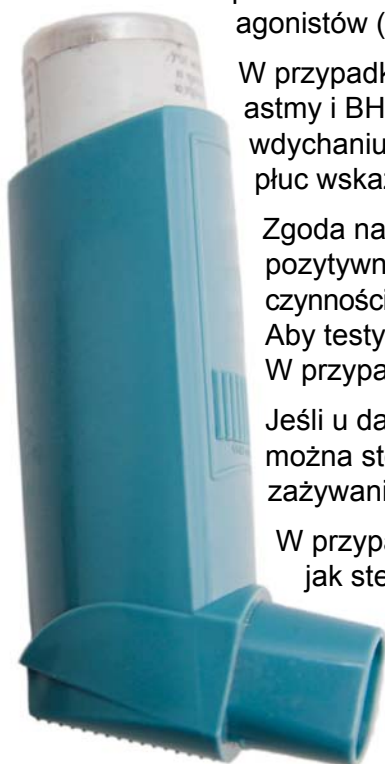 agonistów (
W przypadk
astmy i BH
wdychaniu
płuc wska
Zgoda na
pozytywn
czynności
Aby testy
W przypa
Jeśli u da
można st
zażywani
W przypa
jak ste